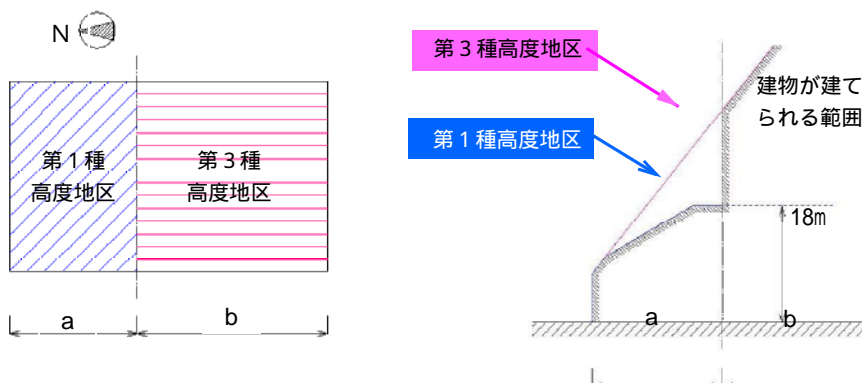 N
第１種
高度地区
第３種
高度地区
a
b
第３種高度地区
第１種高度地区
建物が建て
られる範囲
18m
a
b